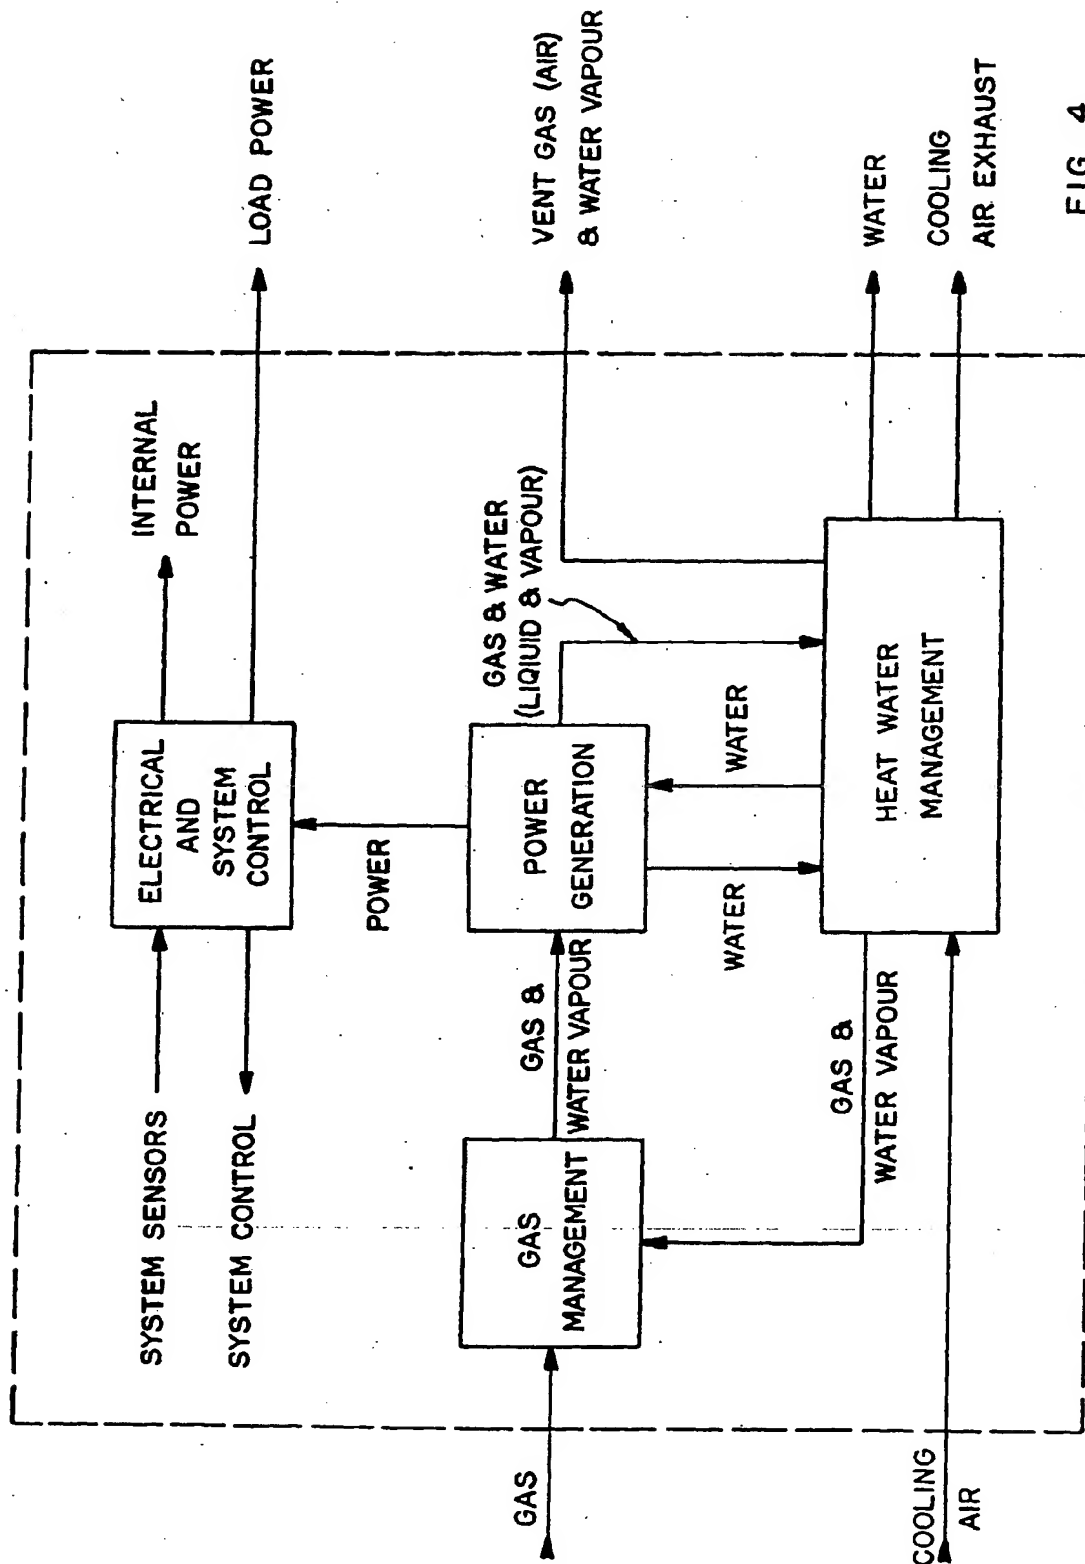 SYSTEM SENSORS
SYSTEM CONTROL
ELECTRICAL
AND
SYSTEM
CONTROL
INTERNAL
POWER
LOAD POWER
POWER
GAS
GAS
MANAGEMENT
GAS &
WATER VAPOUR
POWER
GENERATION
GAS & WATER
(LIQIUID & VAPOUR)
VENT GAS (AIR)
& WATER VAPOUR
WATER
WATER
GAS &
WATER VAPOUR
HEAT WATER
MANAGEMENT
WATER
COOLING
AIR EXHAUST
COOLING
AIR
FIG. 4